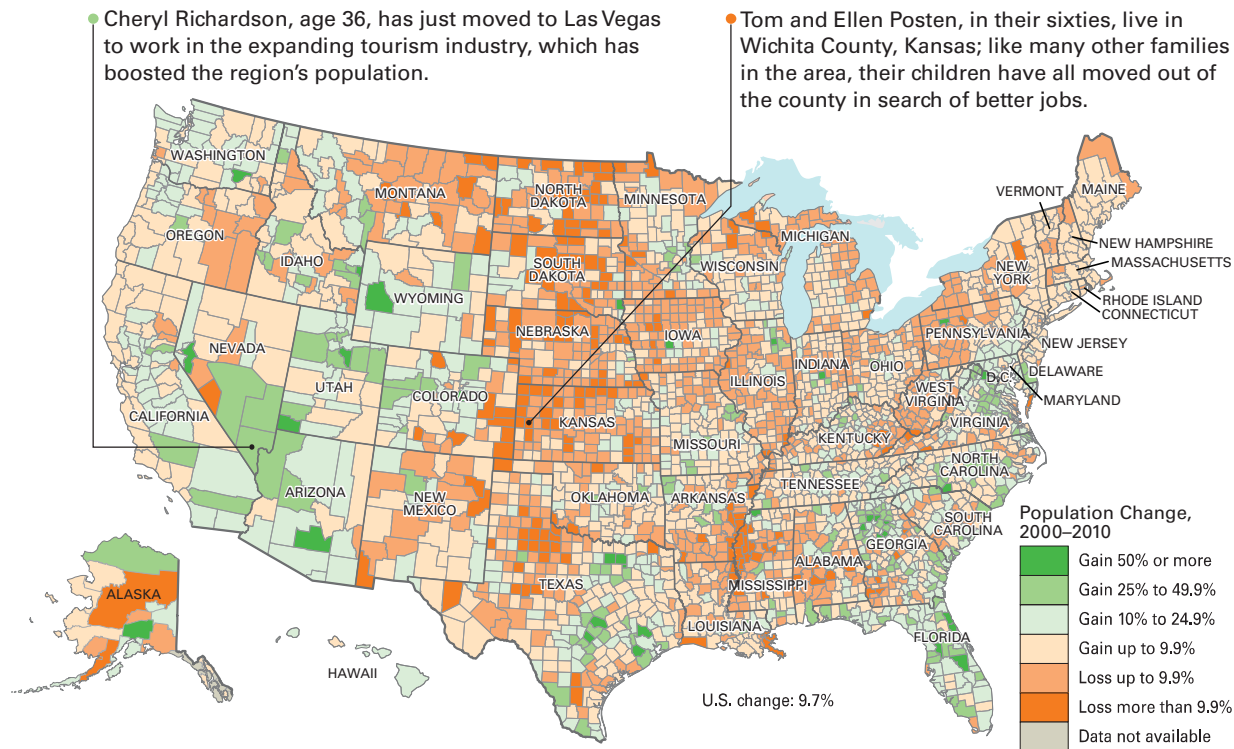 Cheryl Richardson, age 36, has just moved to Las Vegas
to work in the expanding tourism industry, which has
boosted the region's population.
Tom and Ellen Posten, in their sixties, live in
Wichita County, Kansas; like many other families
in the area, their children have all moved out of
the county in search of better jobs.
WASHINGTON
MONTANA
NORTH
DAKOTA
MINNESOTA
VERMONT
MAINE
OREGON
IDAHO
MICHIGAN
NEW HAMPSHIRE
MASSACHUSETTS
SOUTH
DAKOTA
WISCONSIN
NEW
YORK
WYOMING
RHODE ISLAND
CONNECTICUT
NEBRASKA
IOWA
PENNSYLVANIA
NEW JERSEY
NEVADA
UTAH
COLORADO
ILLINOIS
INDIANA
OHIO
D.C.
DELAWARE
WEST
VIRGINIA
MARYLAND
CALIFORNIA
KANSAS
MISSOURI
KENTUCKY
VIRGINIA
NORTH
CAROLINA
TENNESSEE
ARIZONA
NEW
MEXICO
OKLAHOMA
ARKANSAS
SOUTH
CAROLINA
GEORGIA
ALABAMA
MISSISSIPPI
TEXAS
LOUISIANA
FLORIDA
ALASKA
HAWAII
U.S. change: 9.7%
Population Change,
2000–2010
Gain 50% or more
Gain 25% to 49.9%
Gain 10% to 24.9%
Gain up to 9.9%
Loss up to 9.9%
Loss more than 9.9%
Data not available